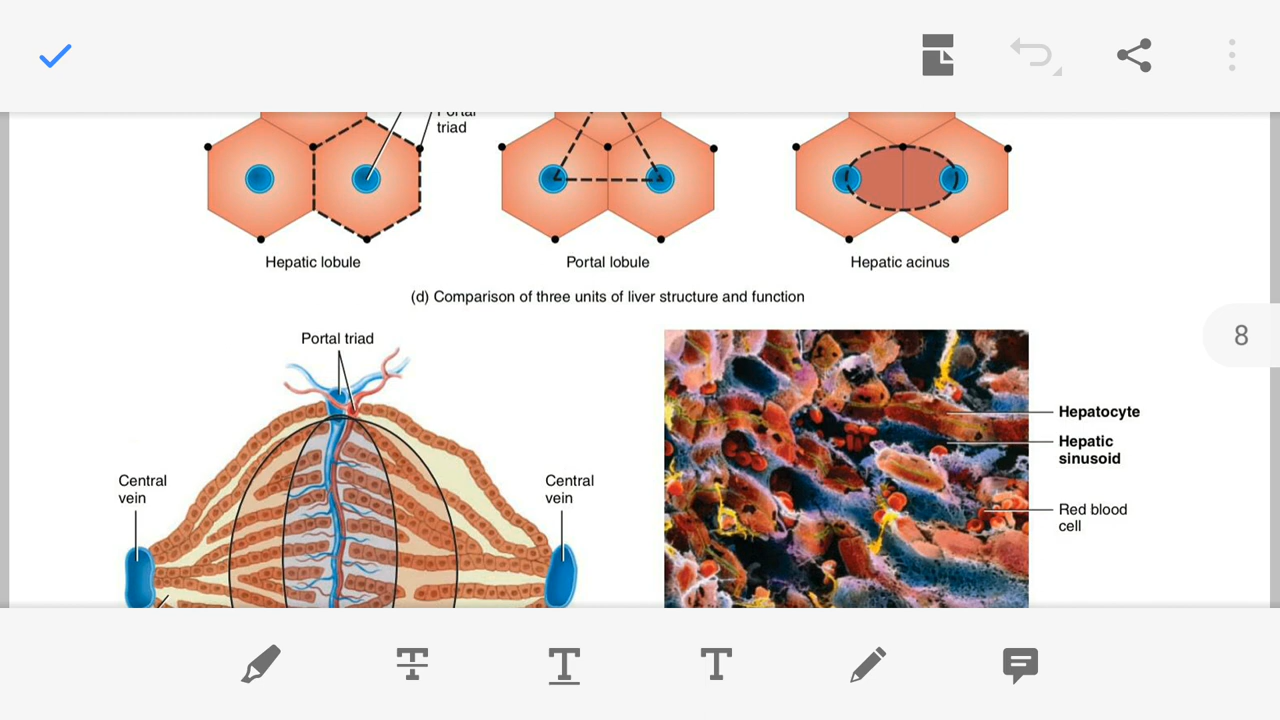 Portal
triad
Hepatic lobule
Portal lobule
Hepatic acinus
(d) Comparison of three units of liver structure and function
Portal triad
Central
vein
Central
vein
Hepatocyte
Hepatic
sinusoid
Red blood
cell
8